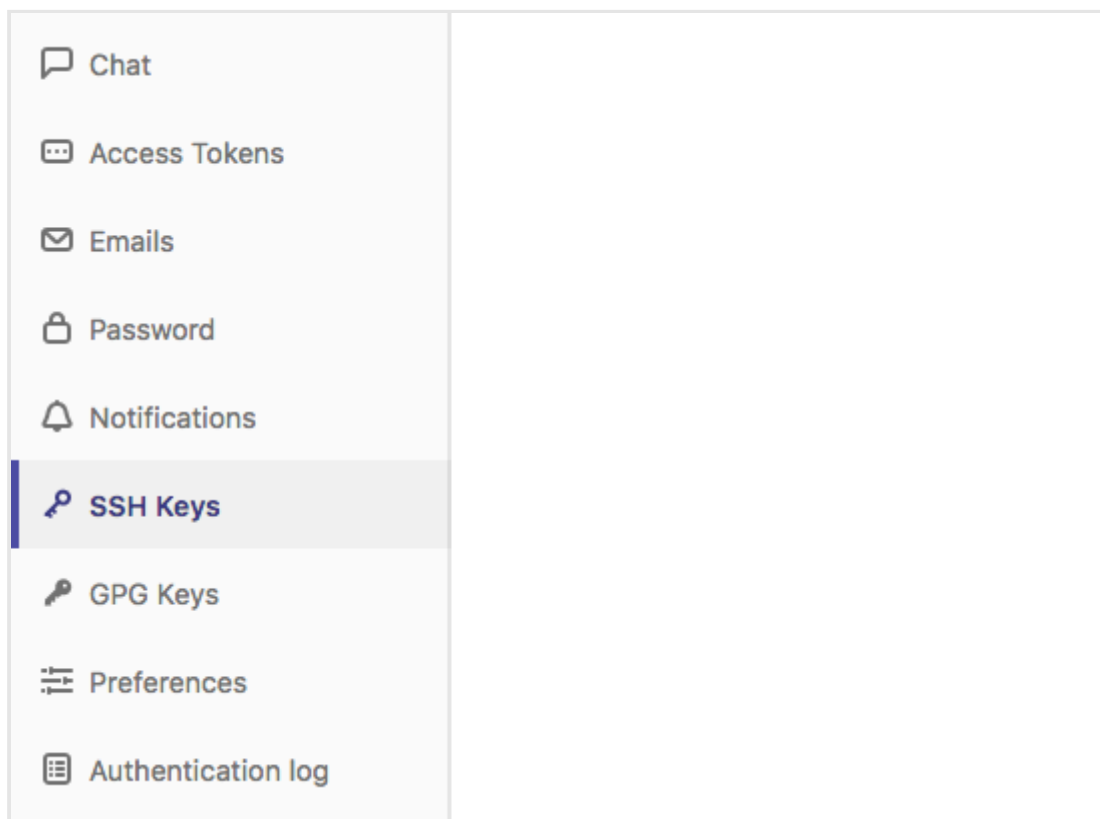 Chat
Access Tokens
Emails
Password
Notifications
SSH Keys
GPG Keys
Preferences
Authentication log